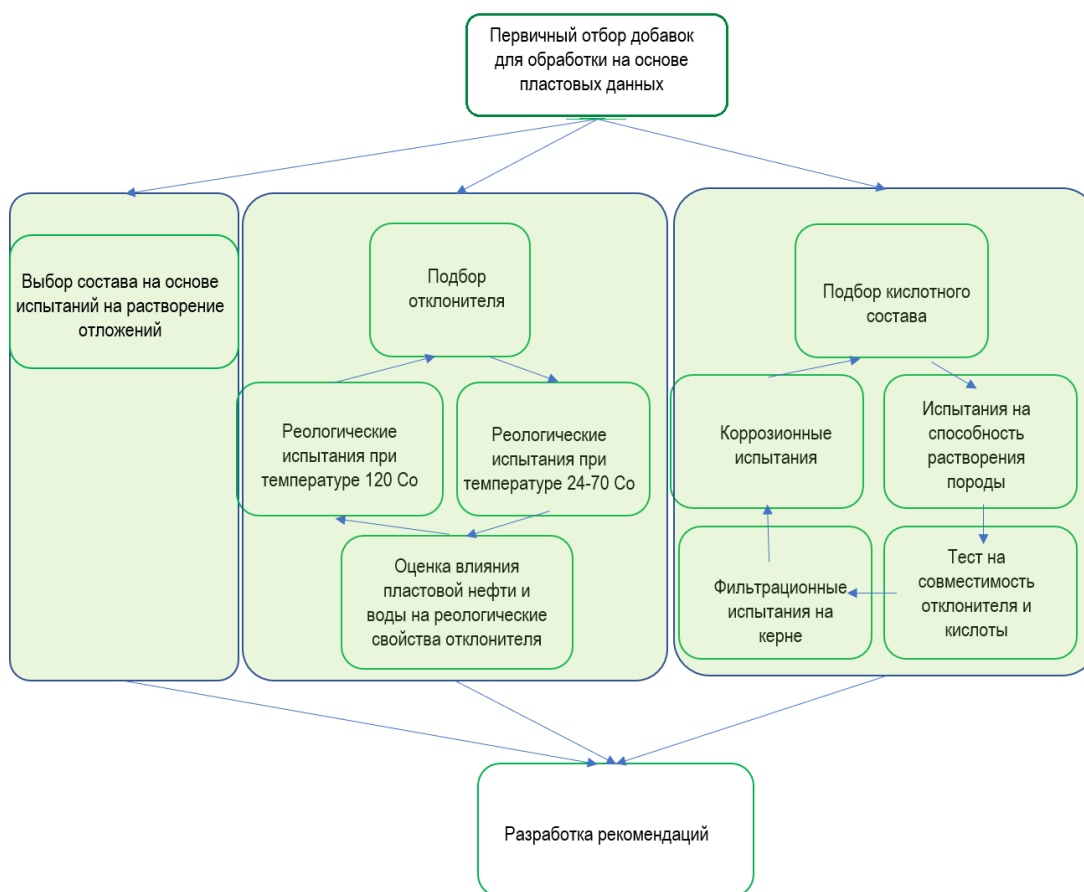 Первичный отбор добавок
для обработки на основе
пластовых данных
Выбор состава на основе
испытаний на растворение
отложений
Подбор
отклонителя
Реологические
испытания при
температуре 120 Со
Реологические
испытания при
температуре 24-70 Со
Оценка влияния
пластовой нефти и
воды на реологические
свойства отклонителя
Подбор кислотного
состава
Коррозионные
испытания
Испытания на
способность
растворения
породы
Фильтрационные
испытания на
керне
Тест на
совместимость
отклонителя и
кислоты
Разработка рекомендаций